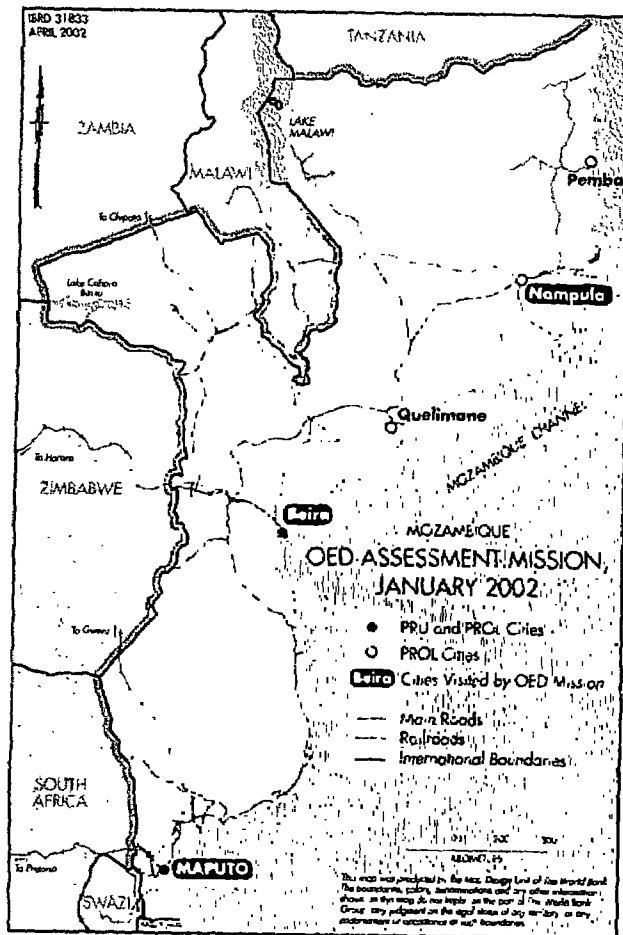 IBRD 31833
APRIL 2002
TANZANIA
ZAMBIA
LAKE
MALAWI
MALAWI
Pemba
To Chipata
Lake Cahora
Bassa
Nampula
Quelimane
MOZAMBIQUE CHANNEL
To Harare
ZIMBABWE
Beira
MOZAMBIQUE
OED ASSESSMENT MISSION,
JANUARY 2002
PRU and PROL Cities
PROL Cities
To Gweru
Beira Cities Visited by OED Mission
Main Roads
Railroads
International Boundaries
SOUTH
AFRICA
KILOMETERS
To Pretoria
MAPUTO
SWAZI
This map was produced by the Map Design Unit of The World Bank.
The boundaries, colors, denominations and any other information
shown on this map do not imply, on the part of The World Bank
Group, any judgment on the legal status of any territory, or any
endorsement or acceptance of such boundaries.